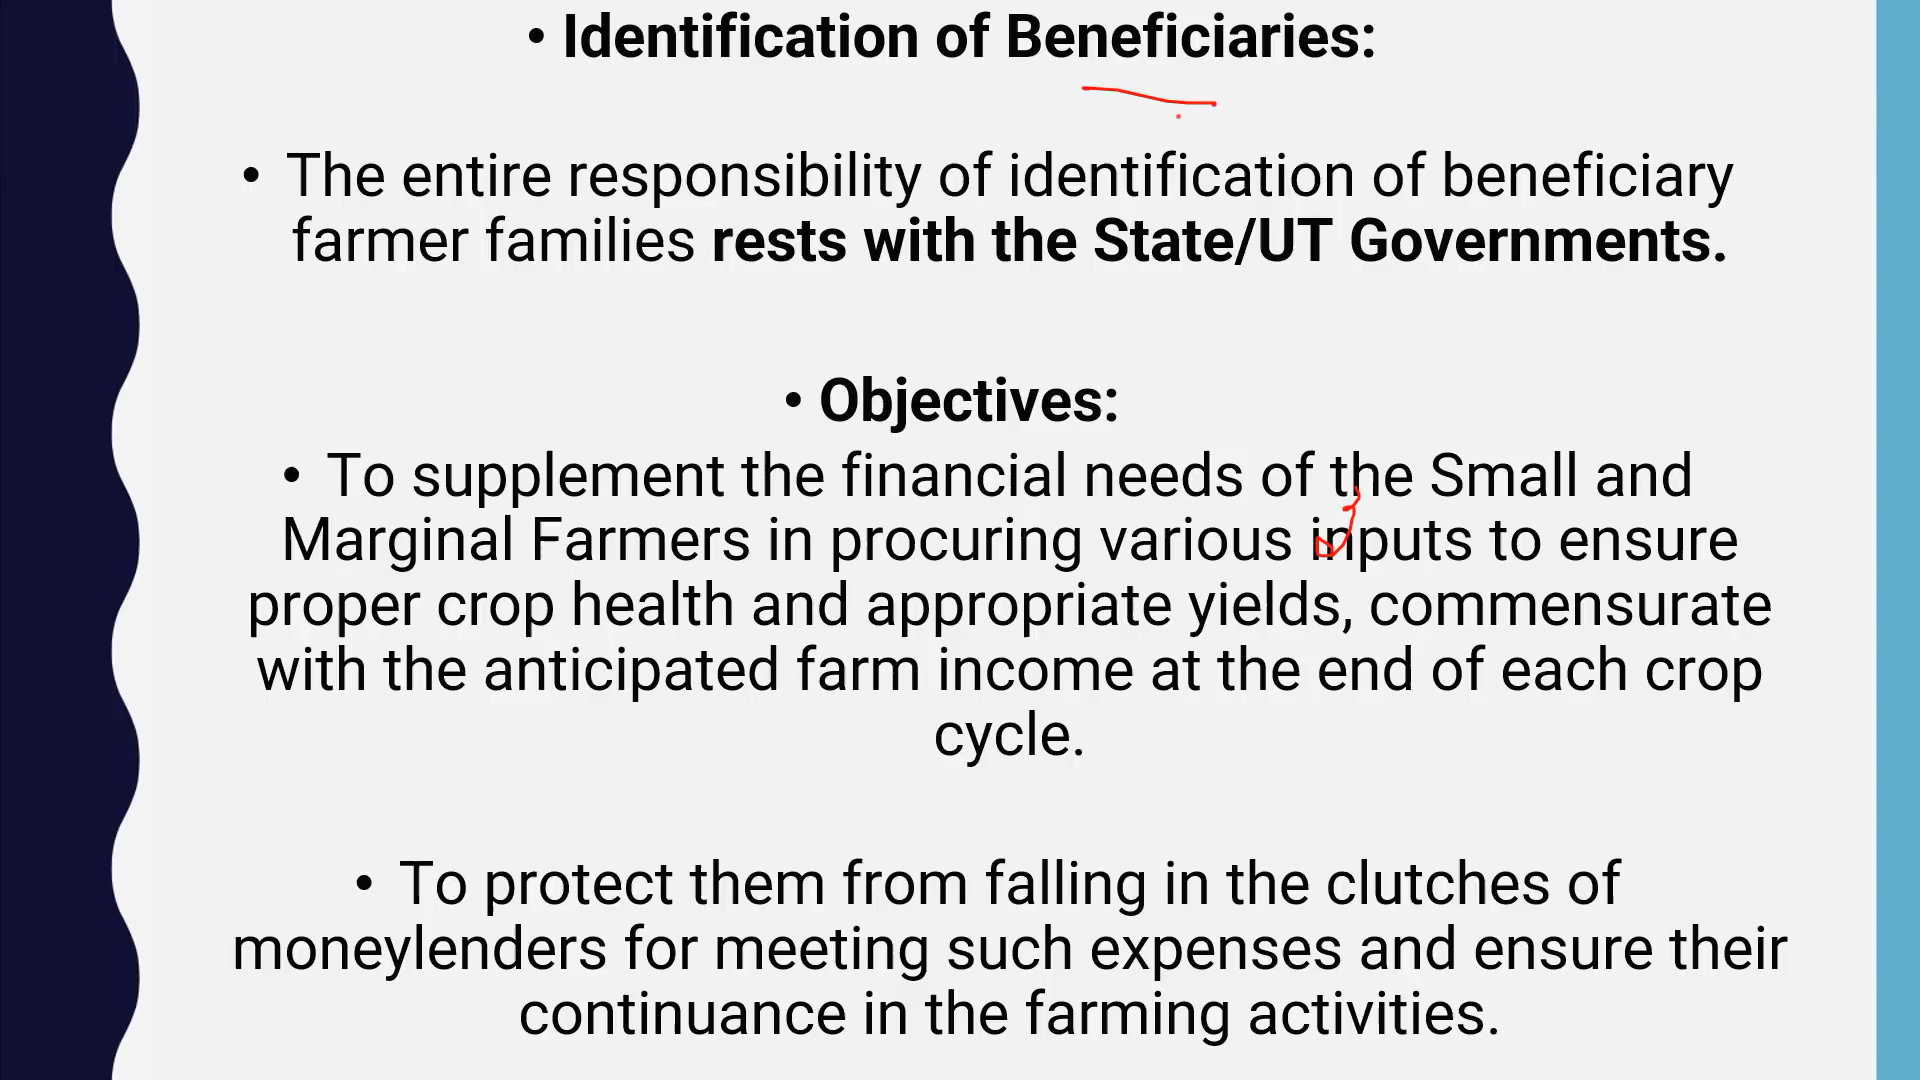 • Identification of Beneficiaries:
• The entire responsibility of identification of beneficiary
farmer families rests with the State/UT Governments.
• Objectives:
• To supplement the financial needs of the Small and
Marginal Farmers in procuring various inputs to ensure
proper crop health and appropriate yields, commensurate
with the anticipated farm income at the end of each crop
cycle.
• To protect them from falling in the clutches of
moneylenders for meeting such expenses and ensure their
continuance in the farming activities.